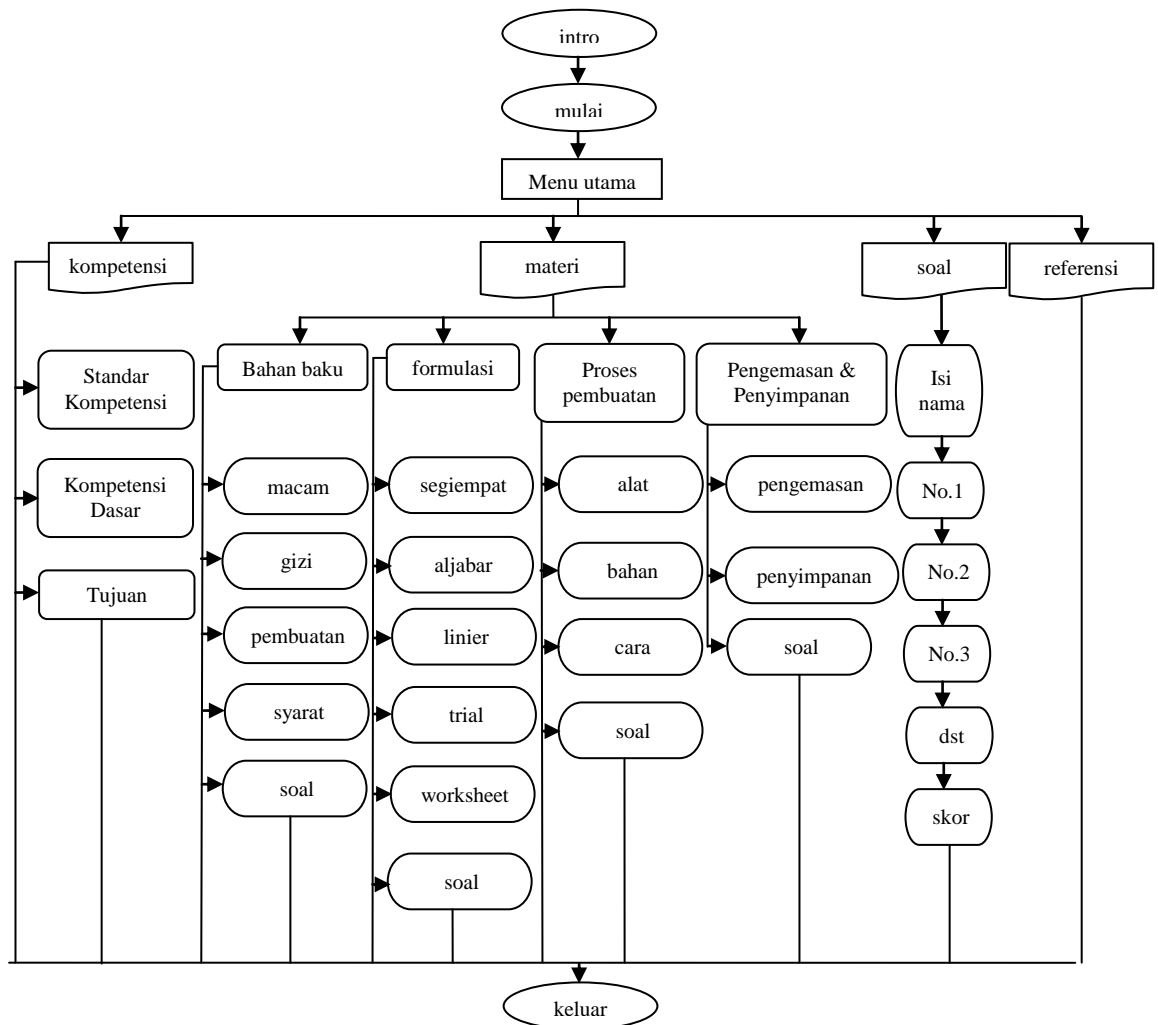 intro
mulai
Menu utama
kompetensi
materi
soal
referensi
Standar
Kompetensi
Kompetensi
Dasar
Tujuan
Bahan baku
macam
gizi
pembuatan
syarat
soal
formulasi
segiempat
aljabar
linier
trial
worksheet
soal
Proses
pembuatan
alat
bahan
cara
soal
Pengemasan &
Penyimpanan
pengemasan
penyimpanan
soal
Isi
nama
No.1
No.2
No.3
dst
skor
keluar